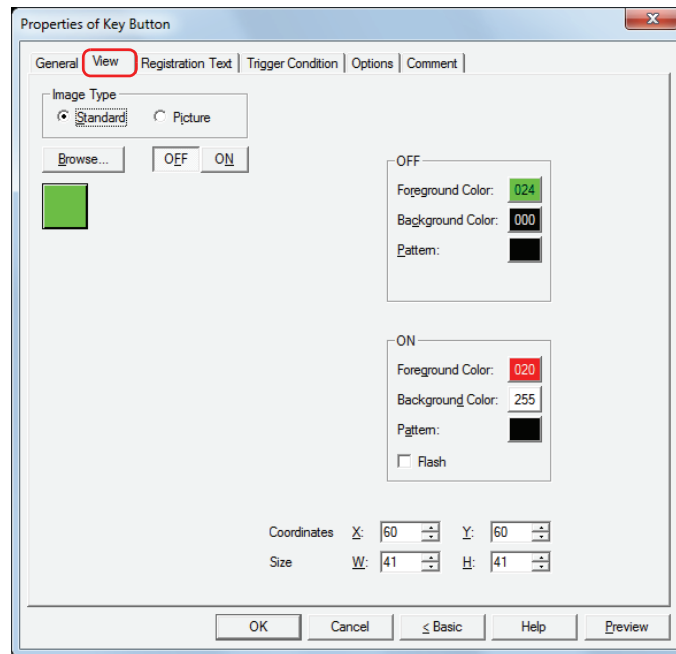 Properties of Key Button
x
General View Registration Text Trigger Condition Options Comment
Image Type
Standard Picture
Browse... OFF ON
OFF
Foreground Color: 024
Background Color: 000
Pattern:
ON
Foreground Color: 020
Background Color: 255
Pattern:
Flash
Coordinates X: 60 Y: 60
Size W: 41 H: 41
OK Cancel < Basic Help Preview